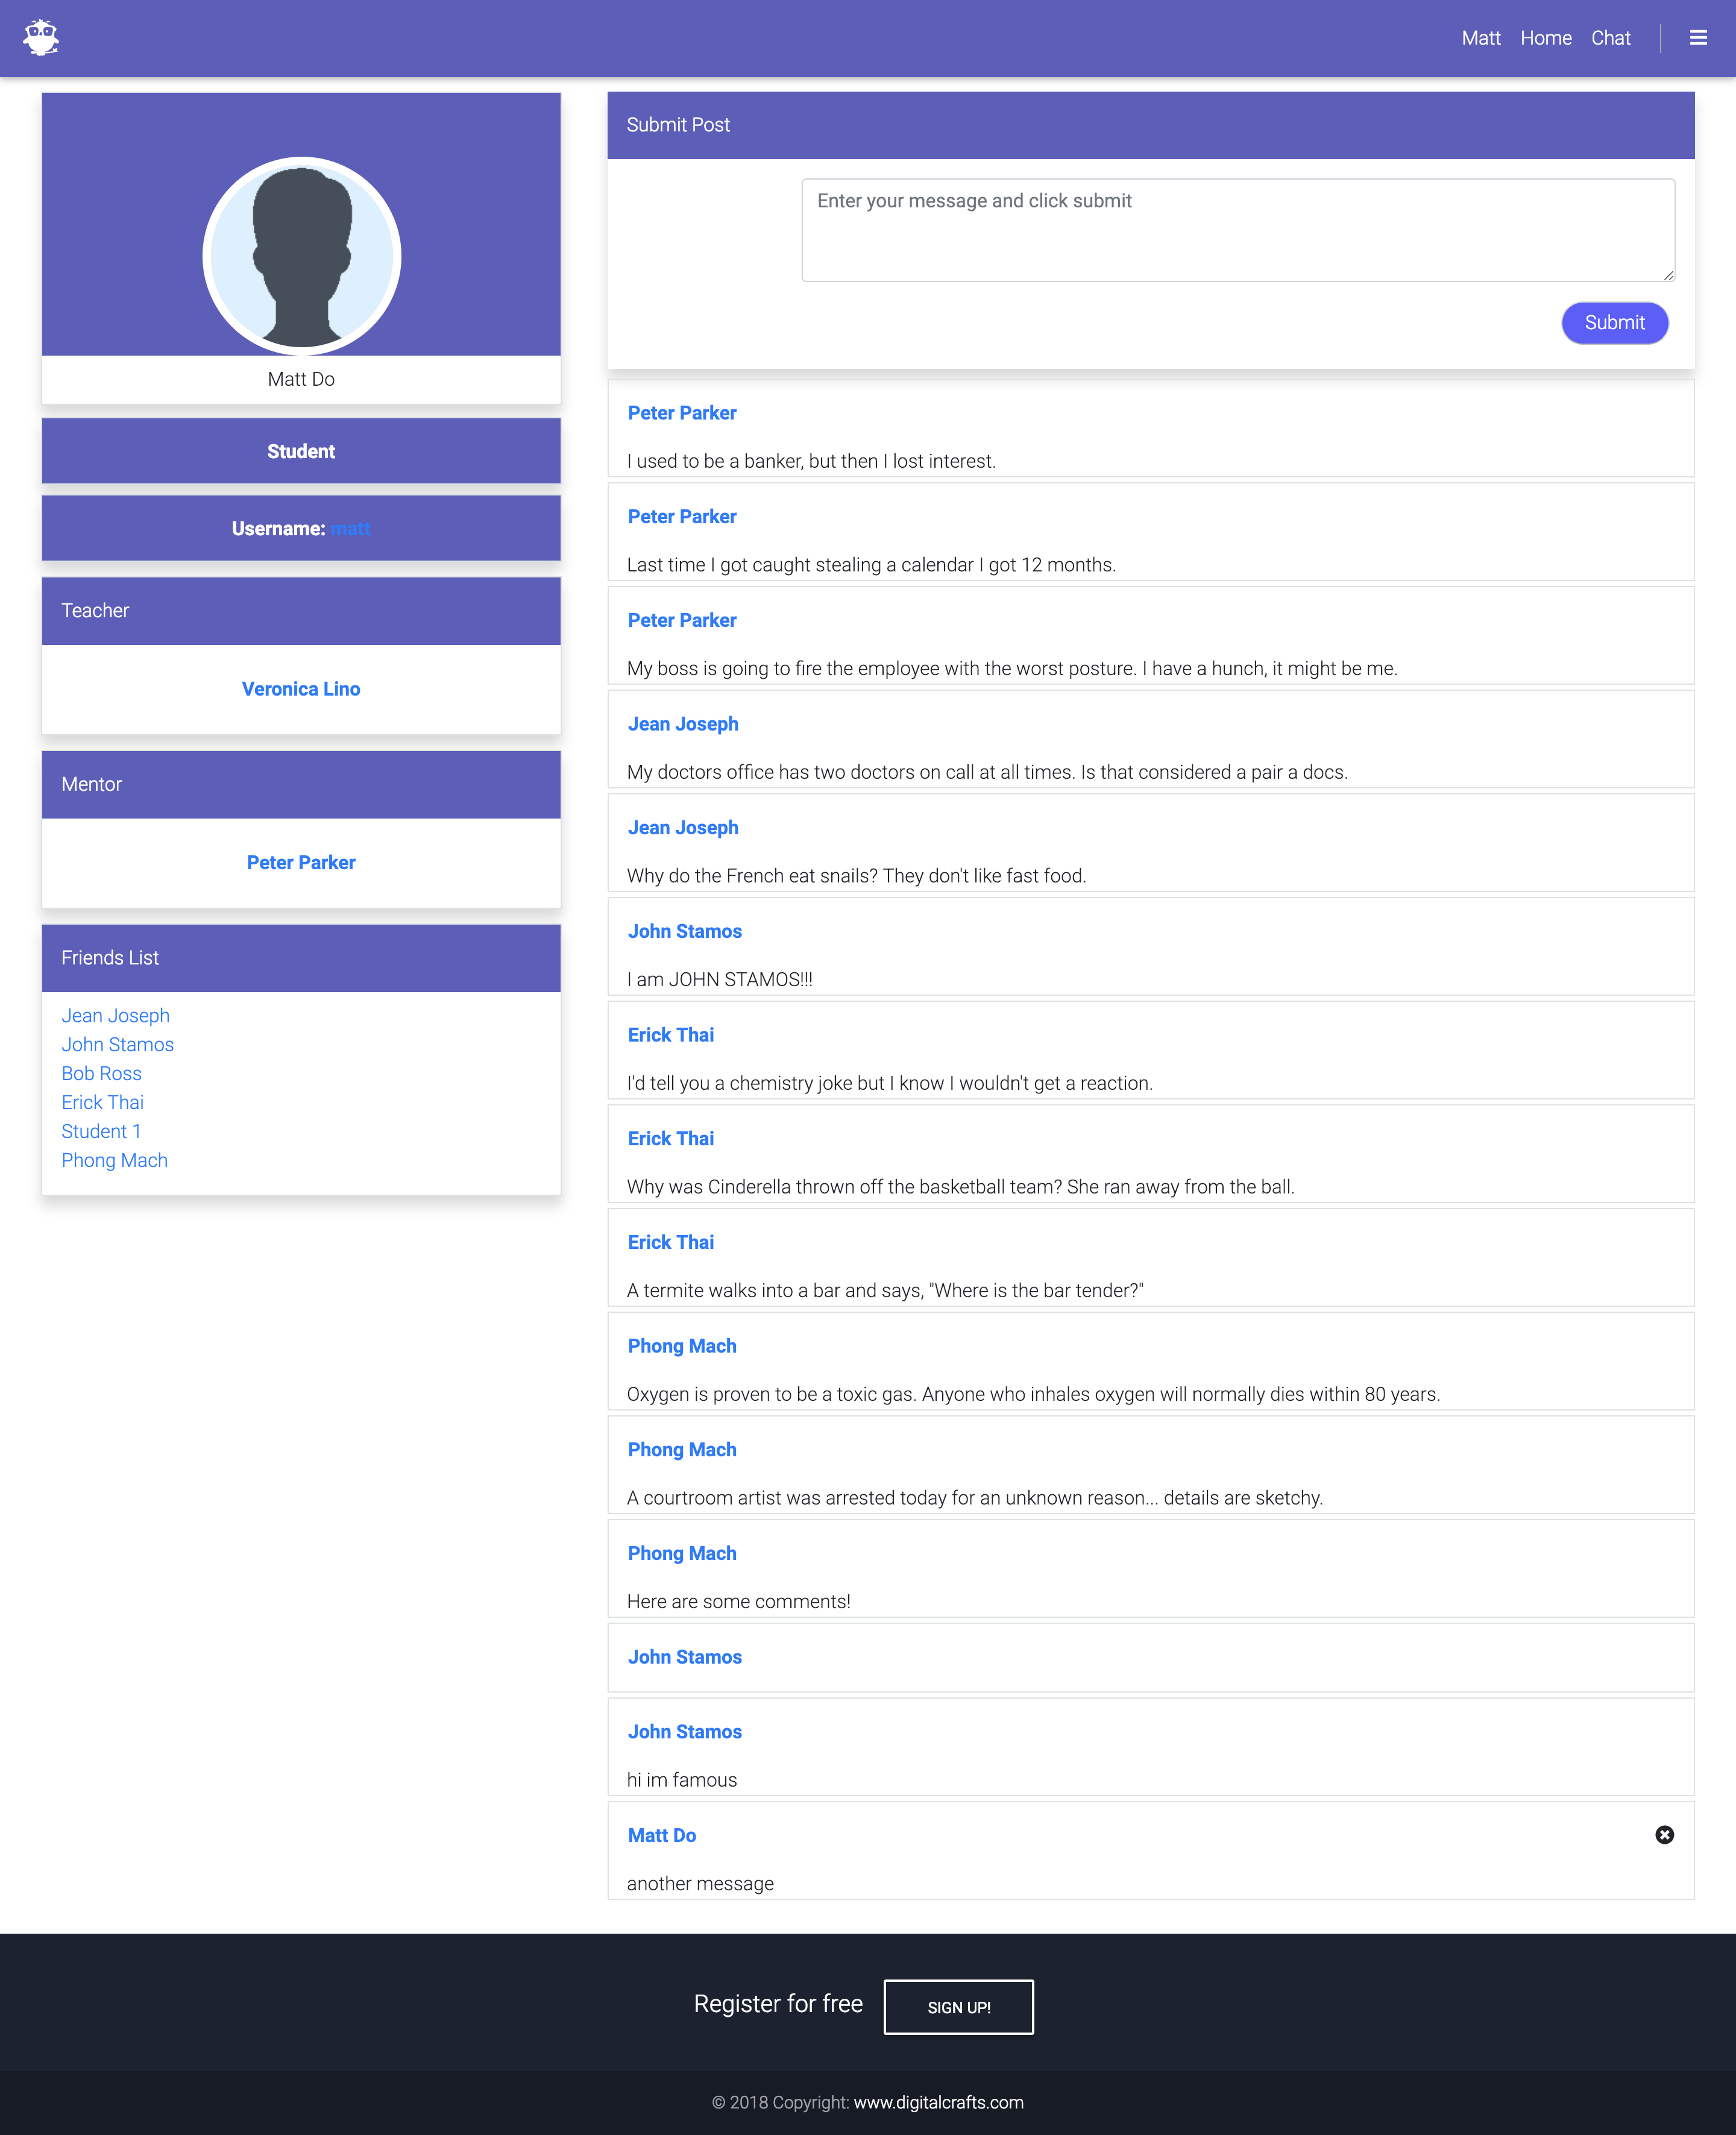 Matt Home Chat
Matt Do
Student
Username: matt
Teacher
Veronica Lino
Mentor
Peter Parker
Friends List
Jean Joseph
John Stamos
Bob Ross
Erick Thai
Student 1
Phong Mach
Submit Post
Enter your message and click submit
Submit
Peter Parker
I used to be a banker, but then I lost interest.
Peter Parker
Last time I got caught stealing a calendar I got 12 months.
Peter Parker
My boss is going to fire the employee with the worst posture. I have a hunch, it might be me.
Jean Joseph
My doctors office has two doctors on call at all times. Is that considered a pair a docs.
Jean Joseph
Why do the French eat snails? They don't like fast food.
John Stamos
I am JOHN STAMOS!!!
Erick Thai
I'd tell you a chemistry joke but I know I wouldn't get a reaction.
Erick Thai
Why was Cinderella thrown off the basketball team? She ran away from the ball.
Erick Thai
A termite walks into a bar and says, "Where is the bar tender?"
Phong Mach
Oxygen is proven to be a toxic gas. Anyone who inhales oxygen will normally dies within 80 years.
Phong Mach
A courtroom artist was arrested today for an unknown reason... details are sketchy.
Phong Mach
Here are some comments!
John Stamos
John Stamos
hi im famous
Matt Do
another message
Register for free SIGN UP!
© 2018 Copyright: www.digitalcrafts.com